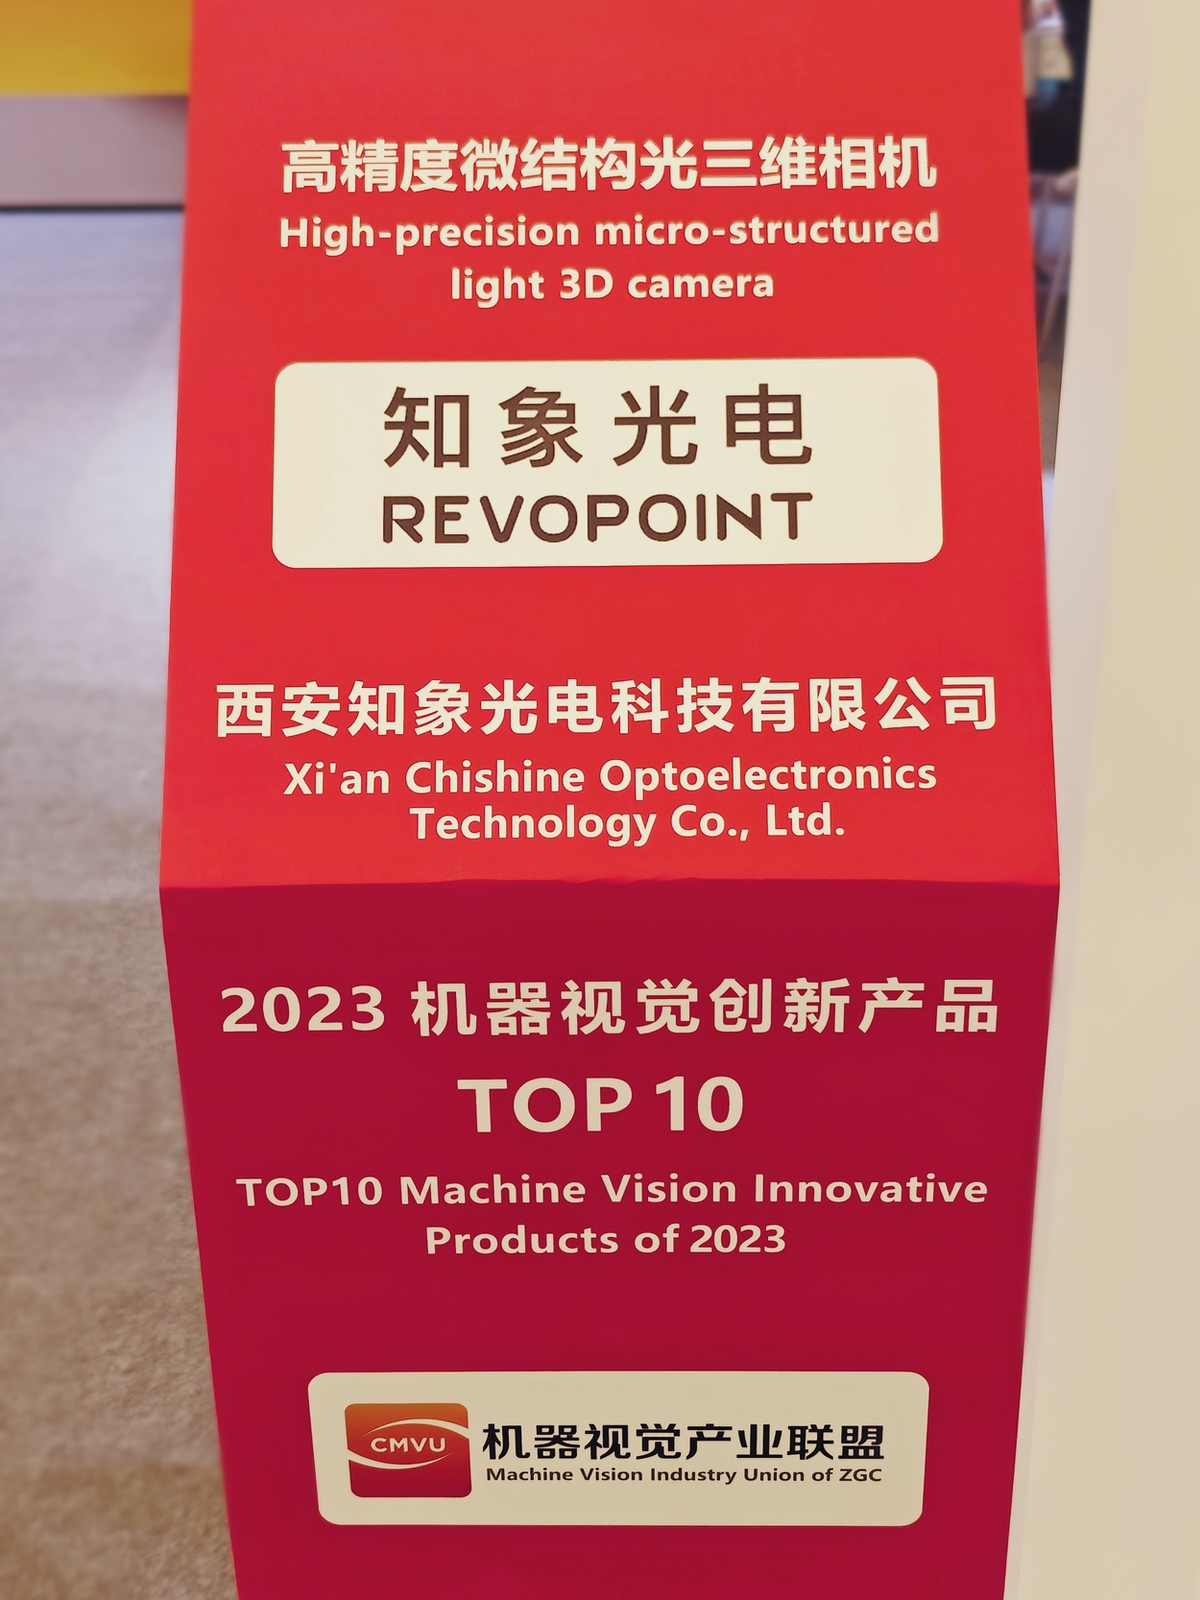 高精度微结构光三维相机
High-precision micro-structured
light 3D camera
知象光电
REVOPOINT
西安知象光电科技有限公司
Xi'an Chishine Optoelectronics
Technology Co., Ltd.
2023 机器视觉创新产品
TOP 10
TOP10 Machine Vision Innovative
Products of 2023
CMVU
机器视觉产业联盟
Machine Vision Industry Union of ZGC